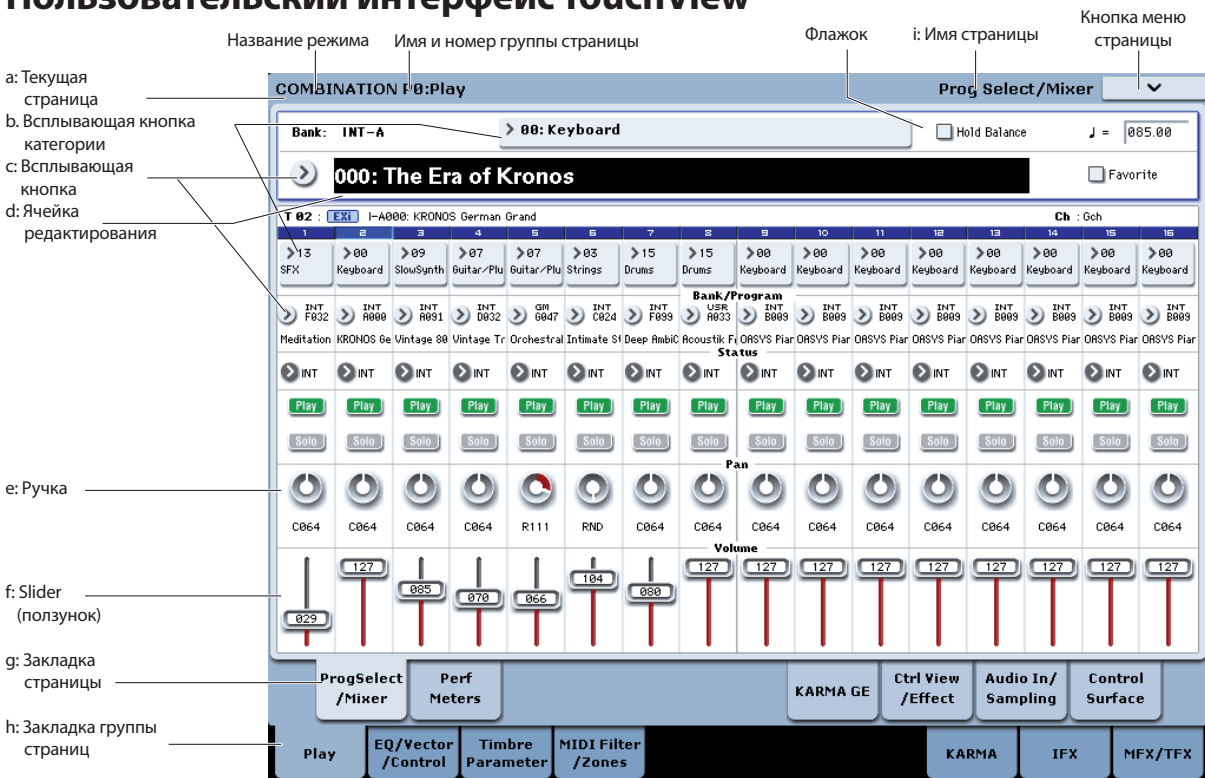 Пользовательский интерфейс TouchView
Название режима
Имя и номер группы страницы
Флажок
i: Имя страницы
Кнопка меню
страницы
a: Текущая
страница
b. Всплывающая кнопка
категории
c: Всплывающая
кнопка
d: Ячейка
редактирования
e: Ручка
f: Slider
(ползунок)
g: Закладка
страницы
h: Закладка группы
страниц
COMBINATION P0:Play
Prog Select/Mixer
Bank: INT-A
00: Keyboard
Hold Balance
♩ = 085.00
000: The Era of Kronos
Favorite
T 02 : EXi I-A000: KRONOS German Grand
Ch : Gch
1 2 3 4 5 6 7 8 9 10 11 12 13 14 15 16
13 00 09 07 07 03 15 15 00 00 00 00 00 00 00 00
SFX Keyboard SlowSynth Guitar/Plu Guitar/Plu Strings Drums Drums Keyboard Keyboard Keyboard Keyboard Keyboard Keyboard Keyboard Keyboard
Bank/Program
INT INT INT INT GM INT INT USR INT INT INT INT INT INT INT INT
F032 A000 A091 D032 G047 C024 F099 A033 B009 B009 B009 B009 B009 B009 B009 B009
Meditation KRONOS Ge Vintage 80 Vintage Tr Orchestral Intimate St Deep AmbiC Acoustik Fi OASYS Piar OASYS Piar OASYS Piar OASYS Piar OASYS Piar OASYS Piar OASYS Piar OASYS Piar
Status
INT INT INT INT INT INT INT INT INT INT INT INT INT INT INT INT
Play Play Play Play Play Play Play Play Play Play Play Play Play Play Play Play
Solo Solo Solo Solo Solo Solo Solo Solo Solo Solo Solo Solo Solo Solo Solo Solo
Pan
C064 C064 C064 C064 R111 RND C064 C064 C064 C064 C064 C064 C064 C064 C064 C064
Volume
029 127 085 070 066 104 080 127 127 127 127 127 127 127 127 127
ProgSelect
/Mixer
Perf
Meters
KARMA GE
Ctrl View
/Effect
Audio In/
Sampling
Control
Surface
Play
EQ/Vector
/Control
Timbre
Parameter
MIDI Filter
/Zones
KARMA
IFX
MFX/TFX